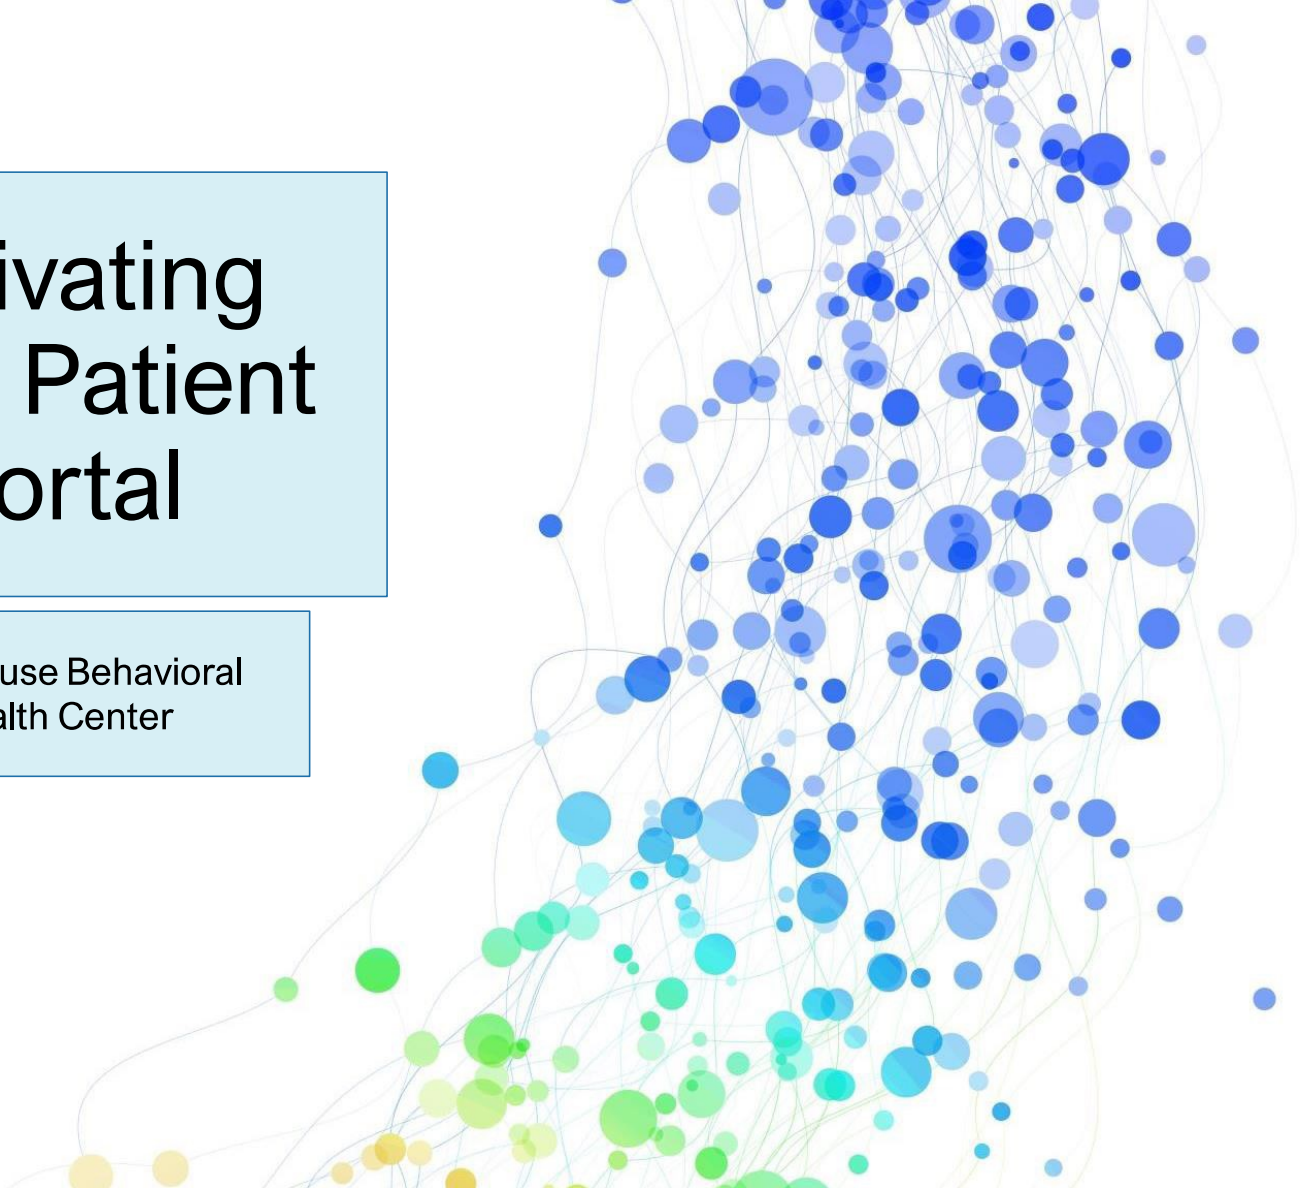 ivating
Patient
ortal
use Behavioral
alth Center